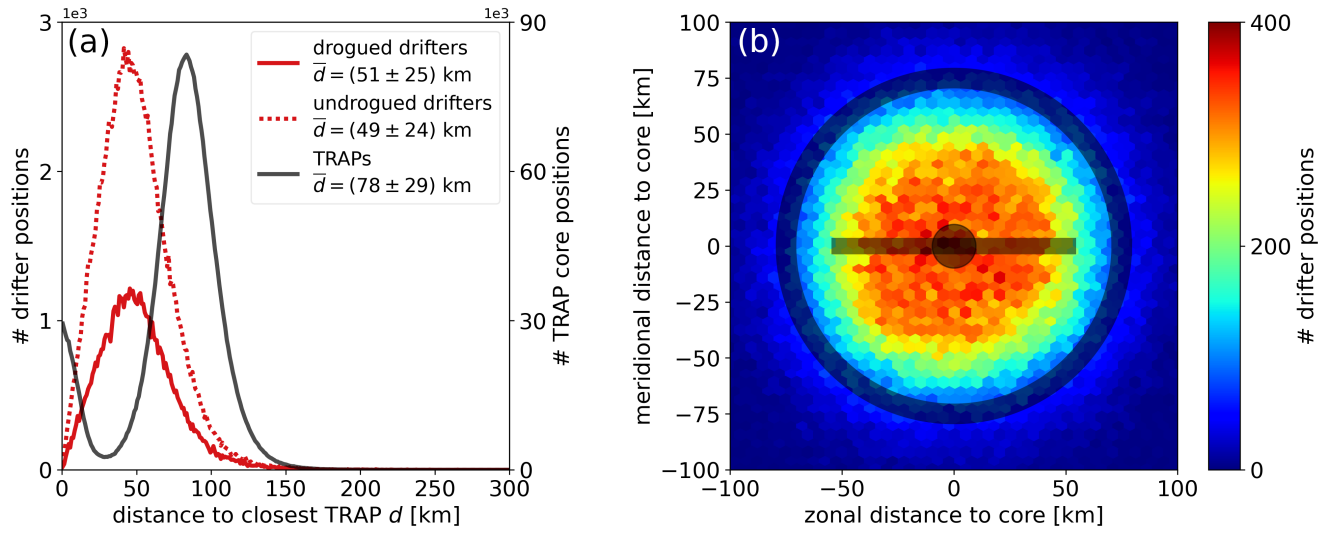 1e3
1e3
(a)
drogued drifters
d̅ = (51 ± 25) km
undrogued drifters
d̅ = (49 ± 24) km
TRAPs
d̅ = (78 ± 29) km
3
2
1
0
# drifter positions
90
60
30
0
# TRAP core positions
0
50
100
150
200
250
300
distance to closest TRAP d [km]
(b)
100
75
50
25
0
−25
−50
−75
−100
meridional distance to core [km]
−100
−50
0
50
100
zonal distance to core [km]
400
200
0
# drifter positions